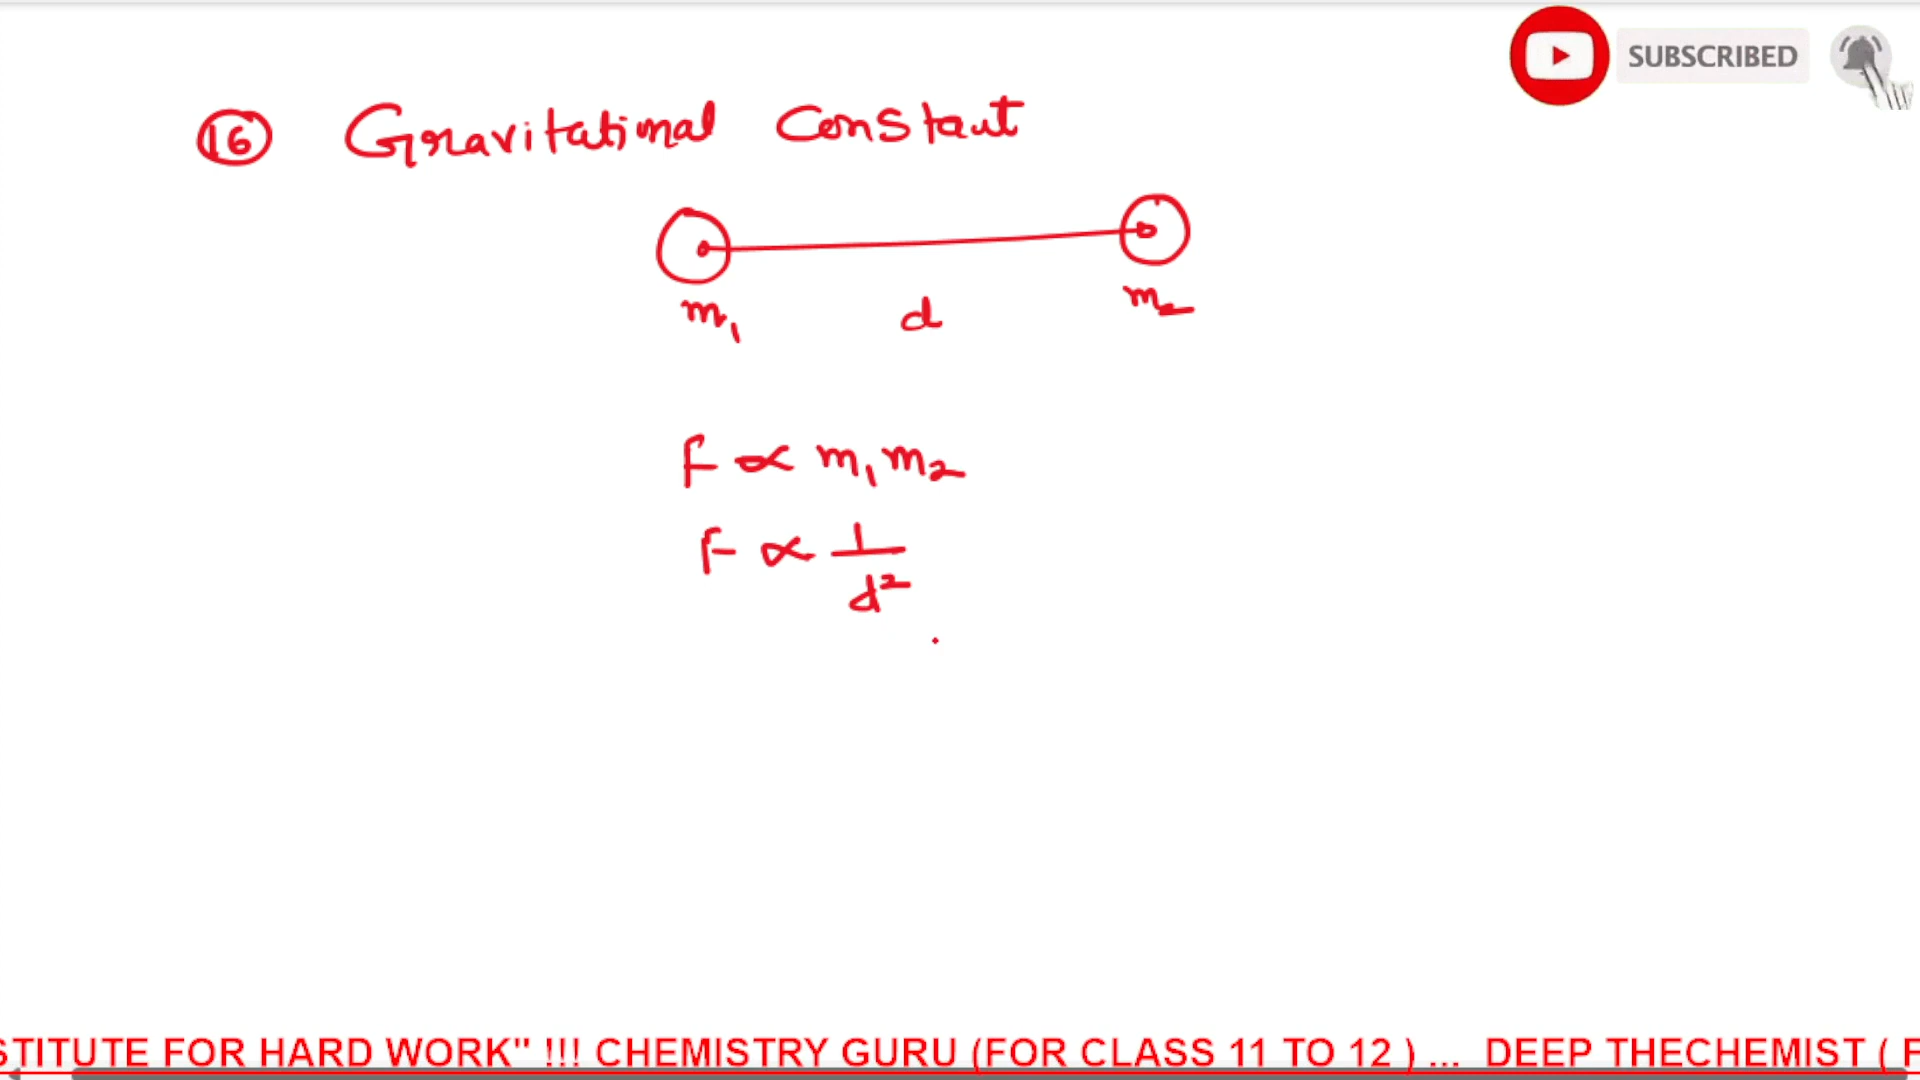 SUBSCRIBED
16 Gravitational Constant
m₁ d m₂
F ∝ m₁m₂
F ∝ 1/d²
STITUTE FOR HARD WORK" !!! CHEMISTRY GURU (FOR CLASS 11 TO 12 ) ... DEEP THECHEMIST ( F